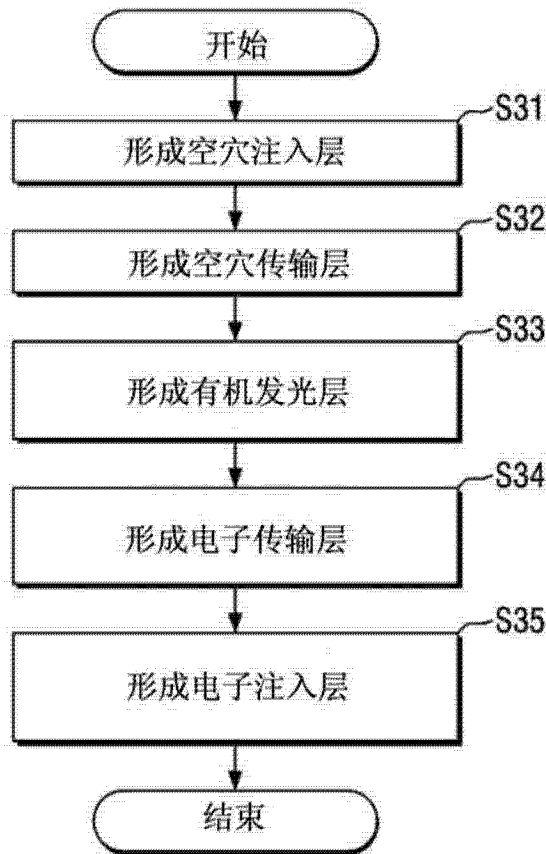 开始
S31
形成空穴注入层
S32
形成空穴传输层
S33
形成有机发光层
S34
形成电子传输层
S35
形成电子注入层
结束